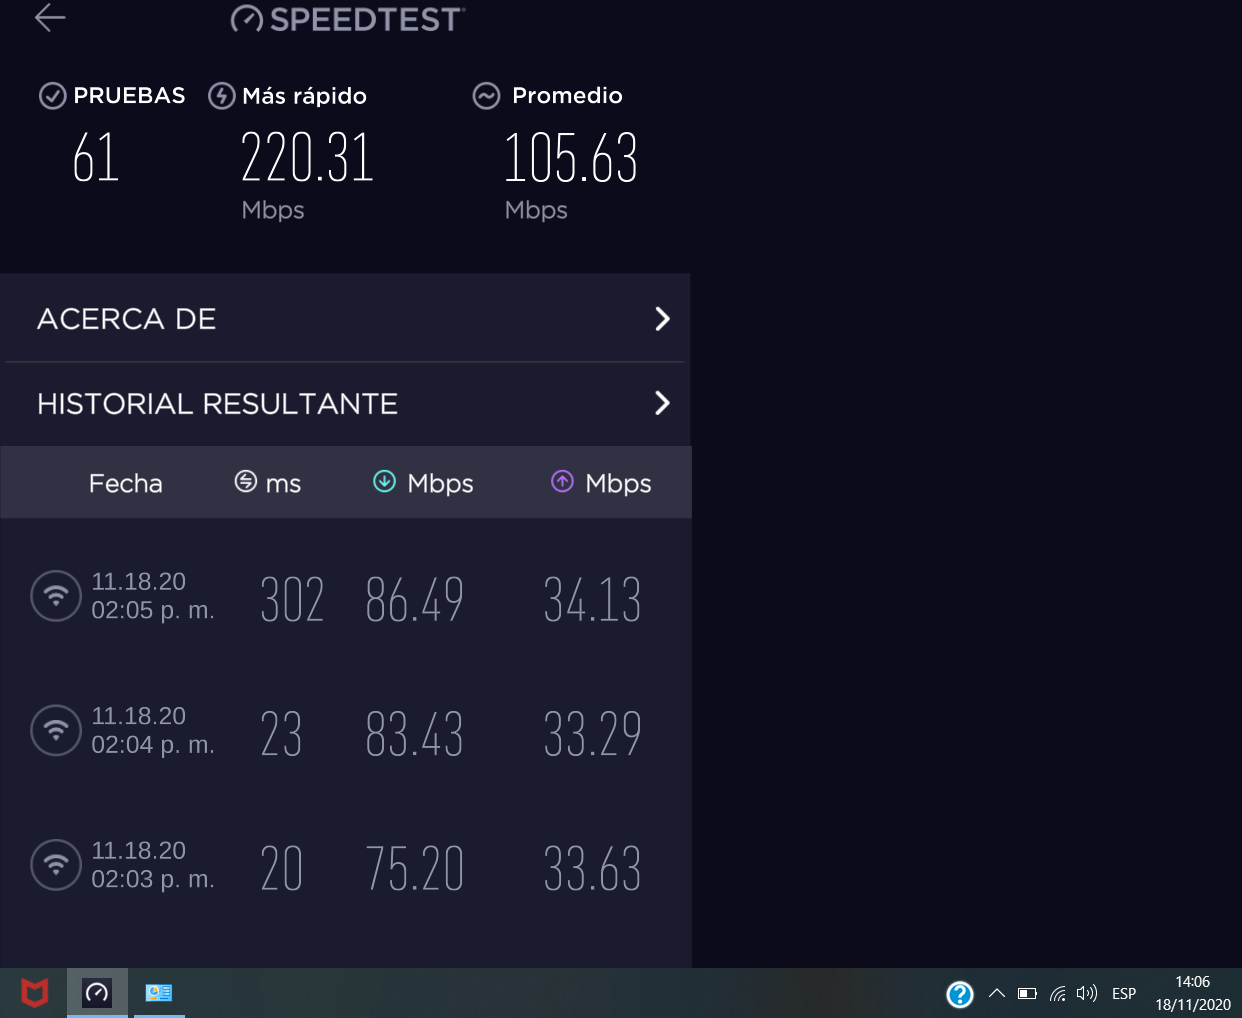 SPEEDTEST
PRUEBAS Más rápido Promedio
61 220.31 105.63
Mbps Mbps
ACERCA DE
HISTORIAL RESULTANTE
Fecha ms Mbps Mbps
11.18.20
02:05 p. m. 302 86.49 34.13
11.18.20
02:04 p. m. 23 83.43 33.29
11.18.20
02:03 p. m. 20 75.20 33.63
ESP 14:06
18/11/2020